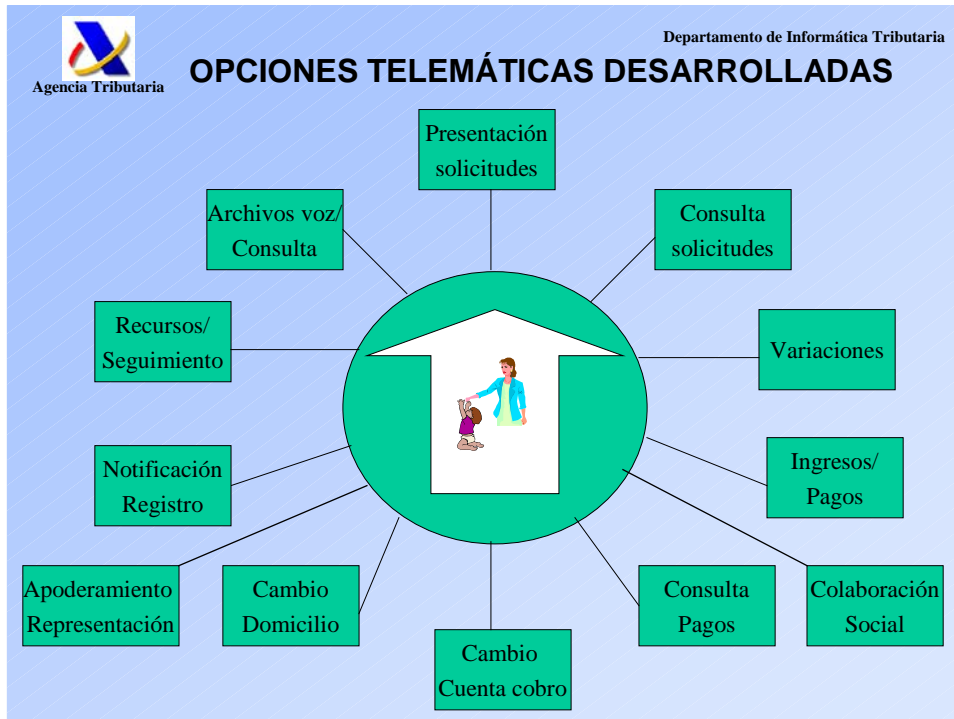 Departamento de Informática Tributaria
Agencia Tributaria
OPCIONES TELEMÁTICAS DESARROLLADAS
Presentación
solicitudes
Archivos voz/
Consulta
Consulta
solicitudes
Recursos/
Seguimiento
Variaciones
Notificación
Registro
Ingresos/
Pagos
Apoderamiento
Representación
Cambio
Domicilio
Cambio
Cuenta cobro
Consulta
Pagos
Colaboración
Social